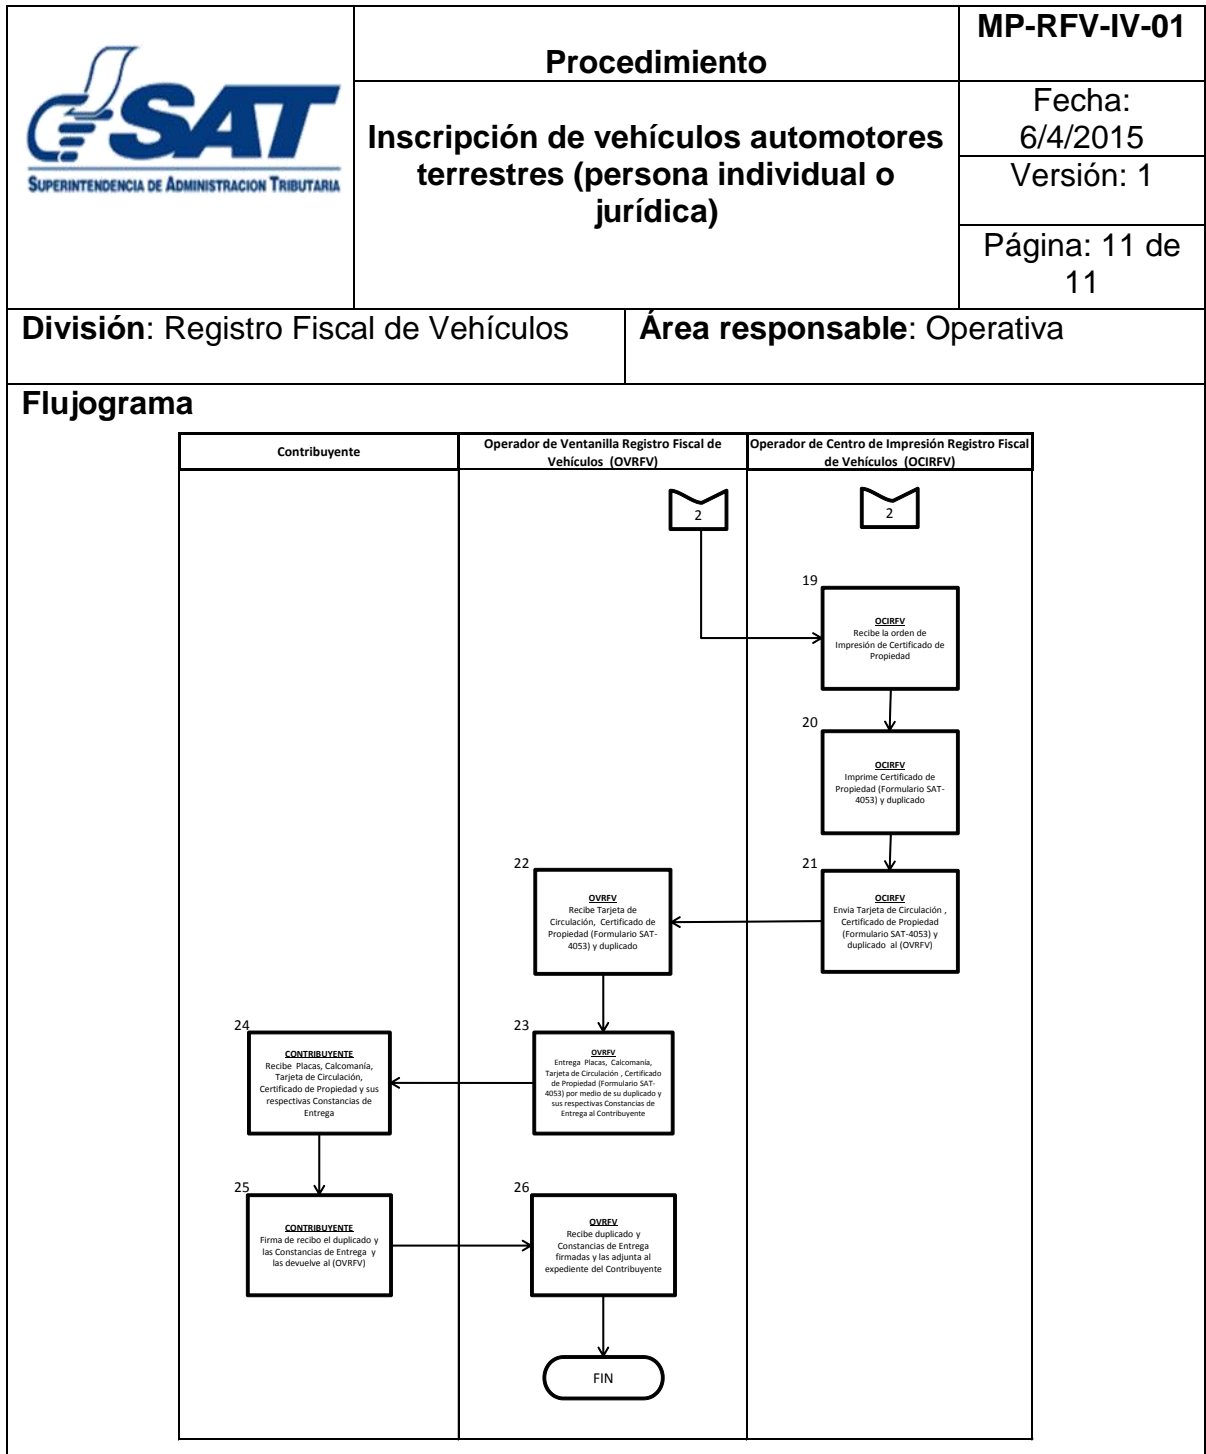 SAT
SUPERINTENDENCIA DE ADMINISTRACION TRIBUTARIA
Procedimiento
Inscripción de vehículos automotores
terrestres (persona individual o
jurídica)
MP-RFV-IV-01
Fecha:
6/4/2015
Versión: 1
Página: 11 de
11
División: Registro Fiscal de Vehículos
Área responsable: Operativa
Flujograma
Contribuyente
Operador de Ventanilla Registro Fiscal de
Vehículos (OVRFV)
Operador de Centro de Impresión Registro Fiscal
de Vehículos (OCIRFV)
2
2
19
OCIRFV
Recibe la orden de
Impresión de Certificado de
Propiedad
20
OCIRFV
Imprime Certificado de
Propiedad (Formulario SAT-
4053) y duplicado
21
OCIRFV
Envia Tarjeta de Circulación ,
Certificado de Propiedad
(Formulario SAT-4053) y
duplicado al (OVRFV)
22
OVRFV
Recibe Tarjeta de
Circulación, Certificado de
Propiedad (Formulario SAT-
4053) y duplicado
23
OVRFV
Entrega Placas, Calcomanía,
Tarjeta de Circulación , Certificado
de Propiedad (Formulario SAT-
4053) por medio de su duplicado y
sus respectivas Constancias de
Entrega al Contribuyente
24
CONTRIBUYENTE
Recibe Placas, Calcomanía,
Tarjeta de Circulación,
Certificado de Propiedad y sus
respectivas Constancias de
Entrega
25
CONTRIBUYENTE
Firma de recibo el duplicado y
las Constancias de Entrega y
las devuelve al (OVRFV)
26
OVRFV
Recibe duplicado y
Constancias de Entrega
firmadas y las adjunta al
expediente del Contribuyente
FIN